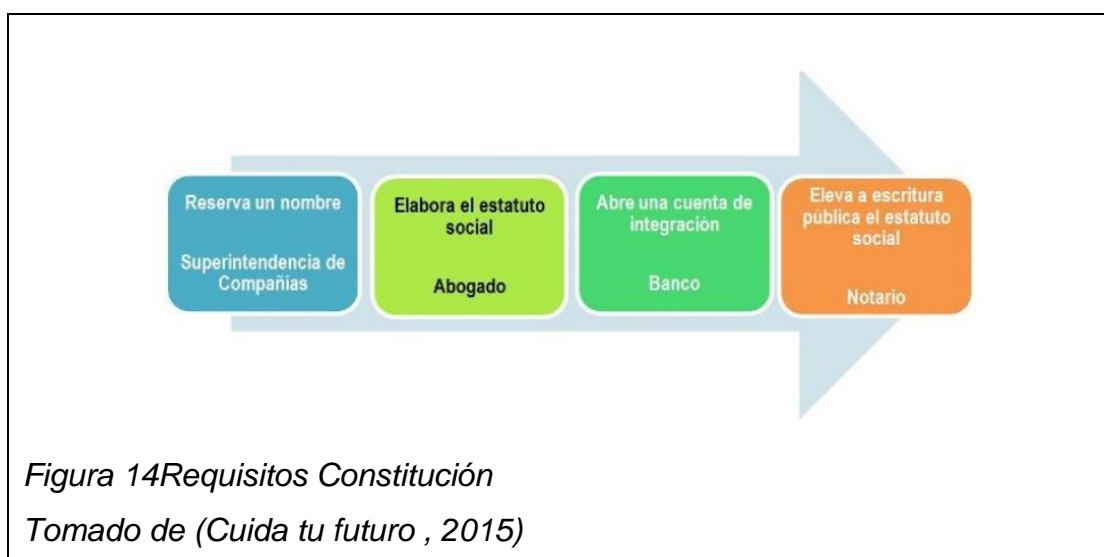 Reserva un nombre
Superintendencia de
Compañías
Elabora el estatuto
social
Abogado
Abre una cuenta de
integración
Banco
Eleva a escritura
pública el estatuto
social
Notario
Figura 14Requisitos Constitución
Tomado de (Cuida tu futuro , 2015)